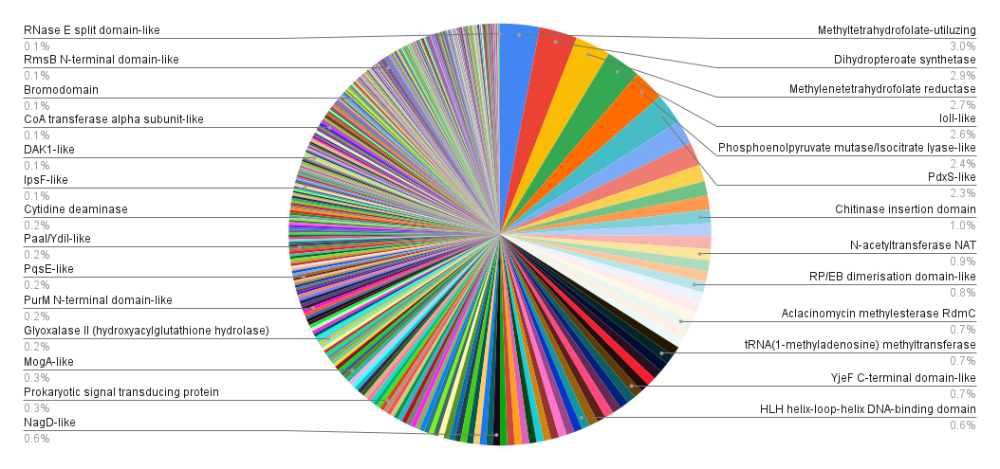 RNase E split domain-like
0.1%
RmsB N-terminal domain-like
0.1%
Bromodomain
0.1%
CoA transferase alpha subunit-like
0.1%
DAK1-like
0.1%
IpsF-like
0.1%
Cytidine deaminase
0.2%
PaaI/YdiI-like
0.2%
PqsE-like
0.2%
PurM N-terminal domain-like
0.2%
Glyoxalase II (hydroxyacylglutathione hydrolase)
0.2%
MogA-like
0.3%
Prokaryotic signal transducing protein
0.3%
NagD-like
0.6%
Methyltetrahydrofolate-utiluzing
3.0%
Dihydropteroate synthetase
2.9%
Methylenetetrahydrofolate reductase
2.7%
IolI-like
2.6%
Phosphoenolpyruvate mutase/Isocitrate lyase-like
2.4%
PdxS-like
2.3%
Chitinase insertion domain
1.0%
N-acetyltransferase NAT
0.9%
RP/EB dimerisation domain-like
0.8%
Aclacinomycin methylesterase RdmC
0.7%
tRNA(1-methyladenosine) methyltransferase
0.7%
YjeF C-terminal domain-like
0.7%
HLH helix-loop-helix DNA-binding domain
0.6%